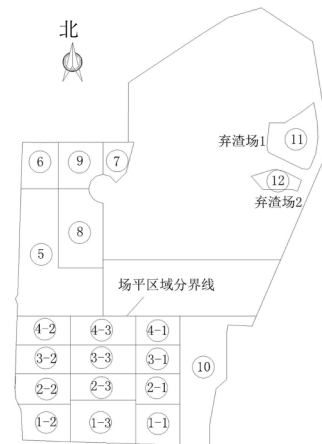 北
⑪
弃渣场1
⑥ ⑨ ⑦
⑫
弃渣场2
⑧
⑤
场平区域分界线
4-2 4-3 4-1
3-2 3-3 3-1
⑩
2-2 2-3 2-1
1-2 1-3 1-1